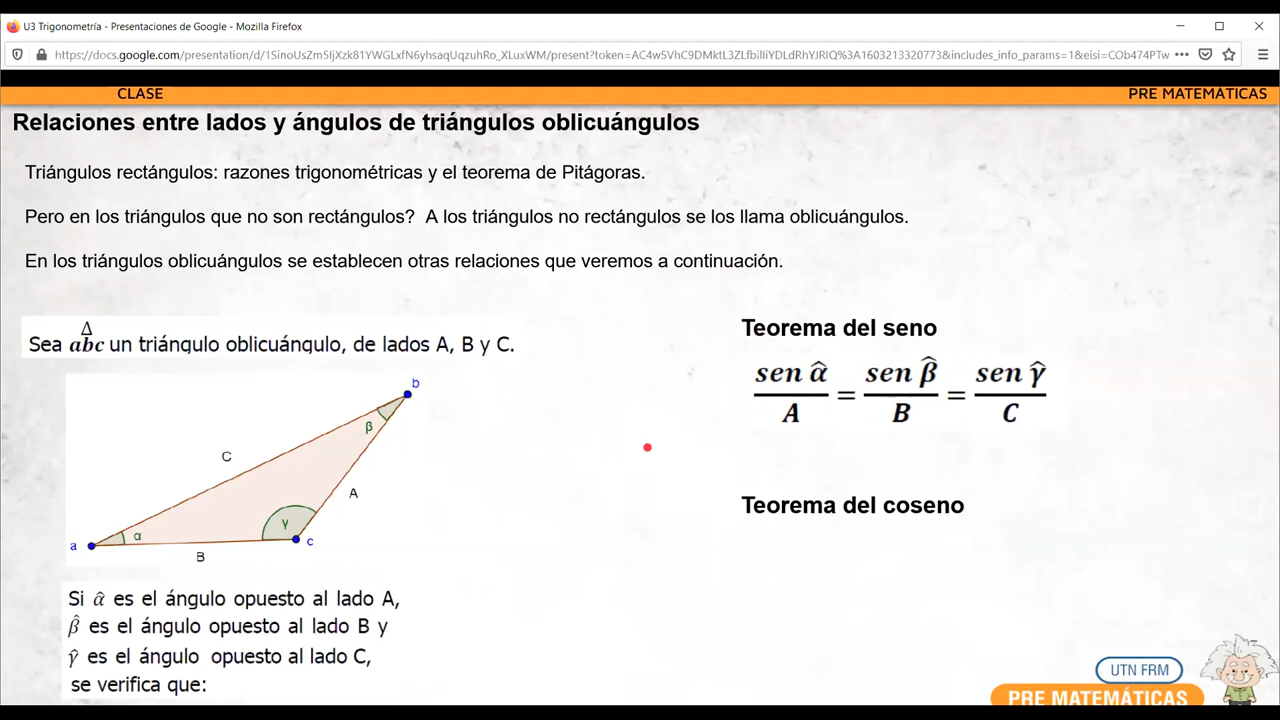 U3 Trigonometría - Presentaciones de Google - Mozilla Firefox
https://docs.google.com/presentation/d/1SinoUsZm5IjXzk81YWGLxfN6yhsaqUqzuhRo_XLuxWM/present?token=AC4w5VhC9DMktL3ZLfbiIliYDLdRhYJRIQ%3A1603213320773&includes_info_params=1&eisi=COb474PTw
CLASE
PRE MATEMATICAS
Relaciones entre lados y ángulos de triángulos oblicuángulos
Triángulos rectángulos: razones trigonométricas y el teorema de Pitágoras.
Pero en los triángulos que no son rectángulos? A los triángulos no rectángulos se los llama oblicuángulos.
En los triángulos oblicuángulos se establecen otras relaciones que veremos a continuación.
Δ
Sea abc un triángulo oblicuángulo, de lados A, B y C.
b
β
C
A
γ
α
a
c
B
Si α̂ es el ángulo opuesto al lado A,
β̂ es el ángulo opuesto al lado B y
γ̂ es el ángulo opuesto al lado C,
se verifica que:
Teorema del seno
sen α̂ / A = sen β̂ / B = sen γ̂ / C
Teorema del coseno
UTN FRM
PRE MATEMÁTICAS